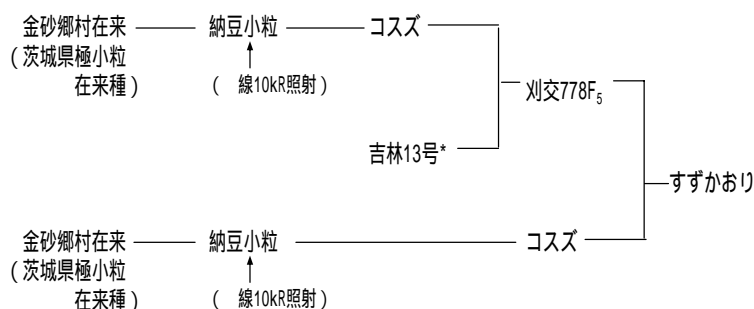 金砂郷村在来
納豆小粒
コスズ
(茨城県極小粒
在来種)
( 線10kR照射)
刈交778F₅
吉林13号*
すずかおり
金砂郷村在来
納豆小粒
コスズ
(茨城県極小粒
在来種)
( 線10kR照射)